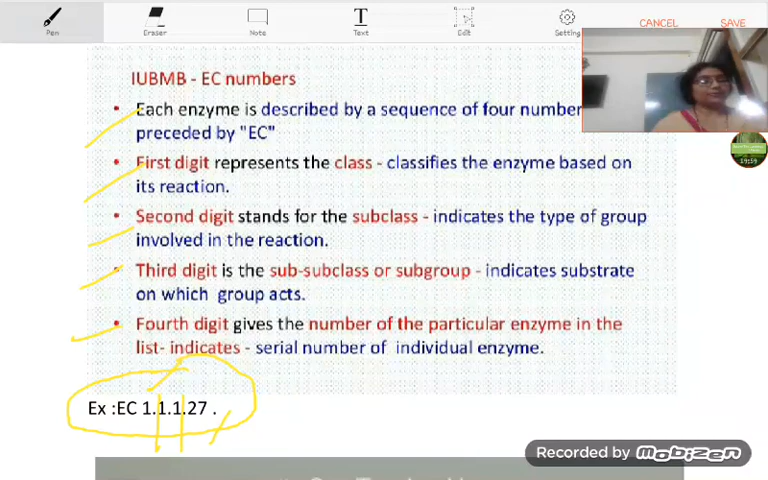 CANCEL SAVE
Pen Eraser Note Text Edit Setting
IUBMB - EC numbers
• Each enzyme is described by a sequence of four number
preceded by "EC"
• First digit represents the class - classifies the enzyme based on
its reaction.
• Second digit stands for the subclass - indicates the type of group
involved in the reaction.
• Third digit is the sub-subclass or subgroup - indicates substrate
on which group acts.
• Fourth digit gives the number of the particular enzyme in the
list- indicates - serial number of individual enzyme.
Ex :EC 1.1.1.27 .
19:59
Recorded by Mobizen